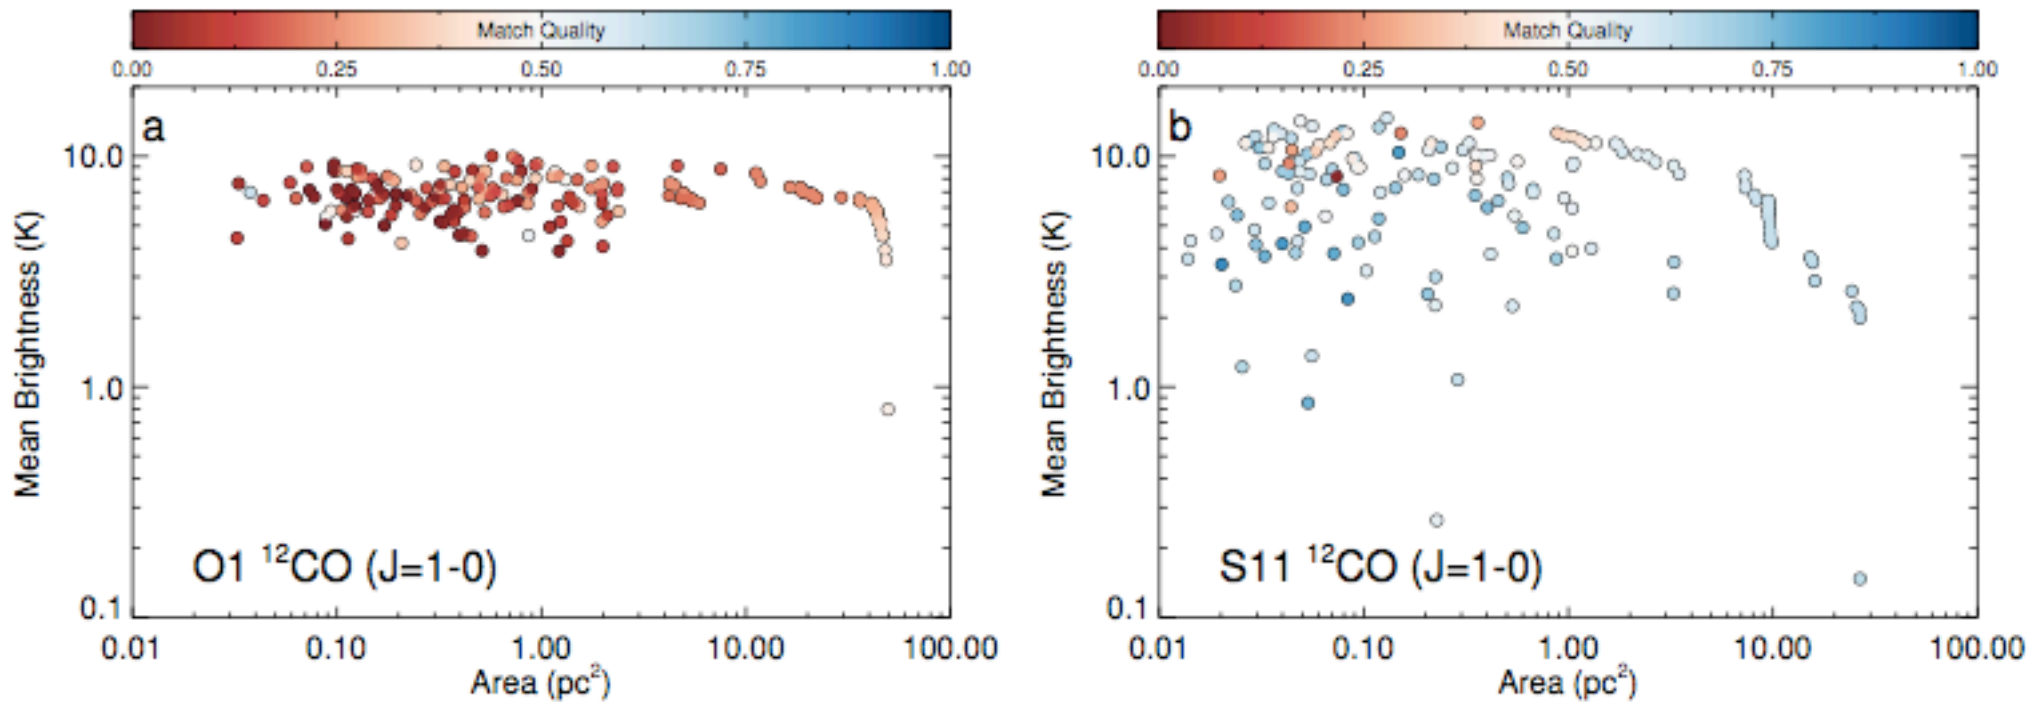 Match Quality
0.00 0.25 0.50 0.75 1.00
a
10.0
1.0
0.1
Mean Brightness (K)
O1 ¹²CO (J=1-0)
0.01 0.10 1.00 10.00 100.00
Area (pc²)
Match Quality
0.00 0.25 0.50 0.75 1.00
b
10.0
1.0
0.1
Mean Brightness (K)
S11 ¹²CO (J=1-0)
0.01 0.10 1.00 10.00 100.00
Area (pc²)